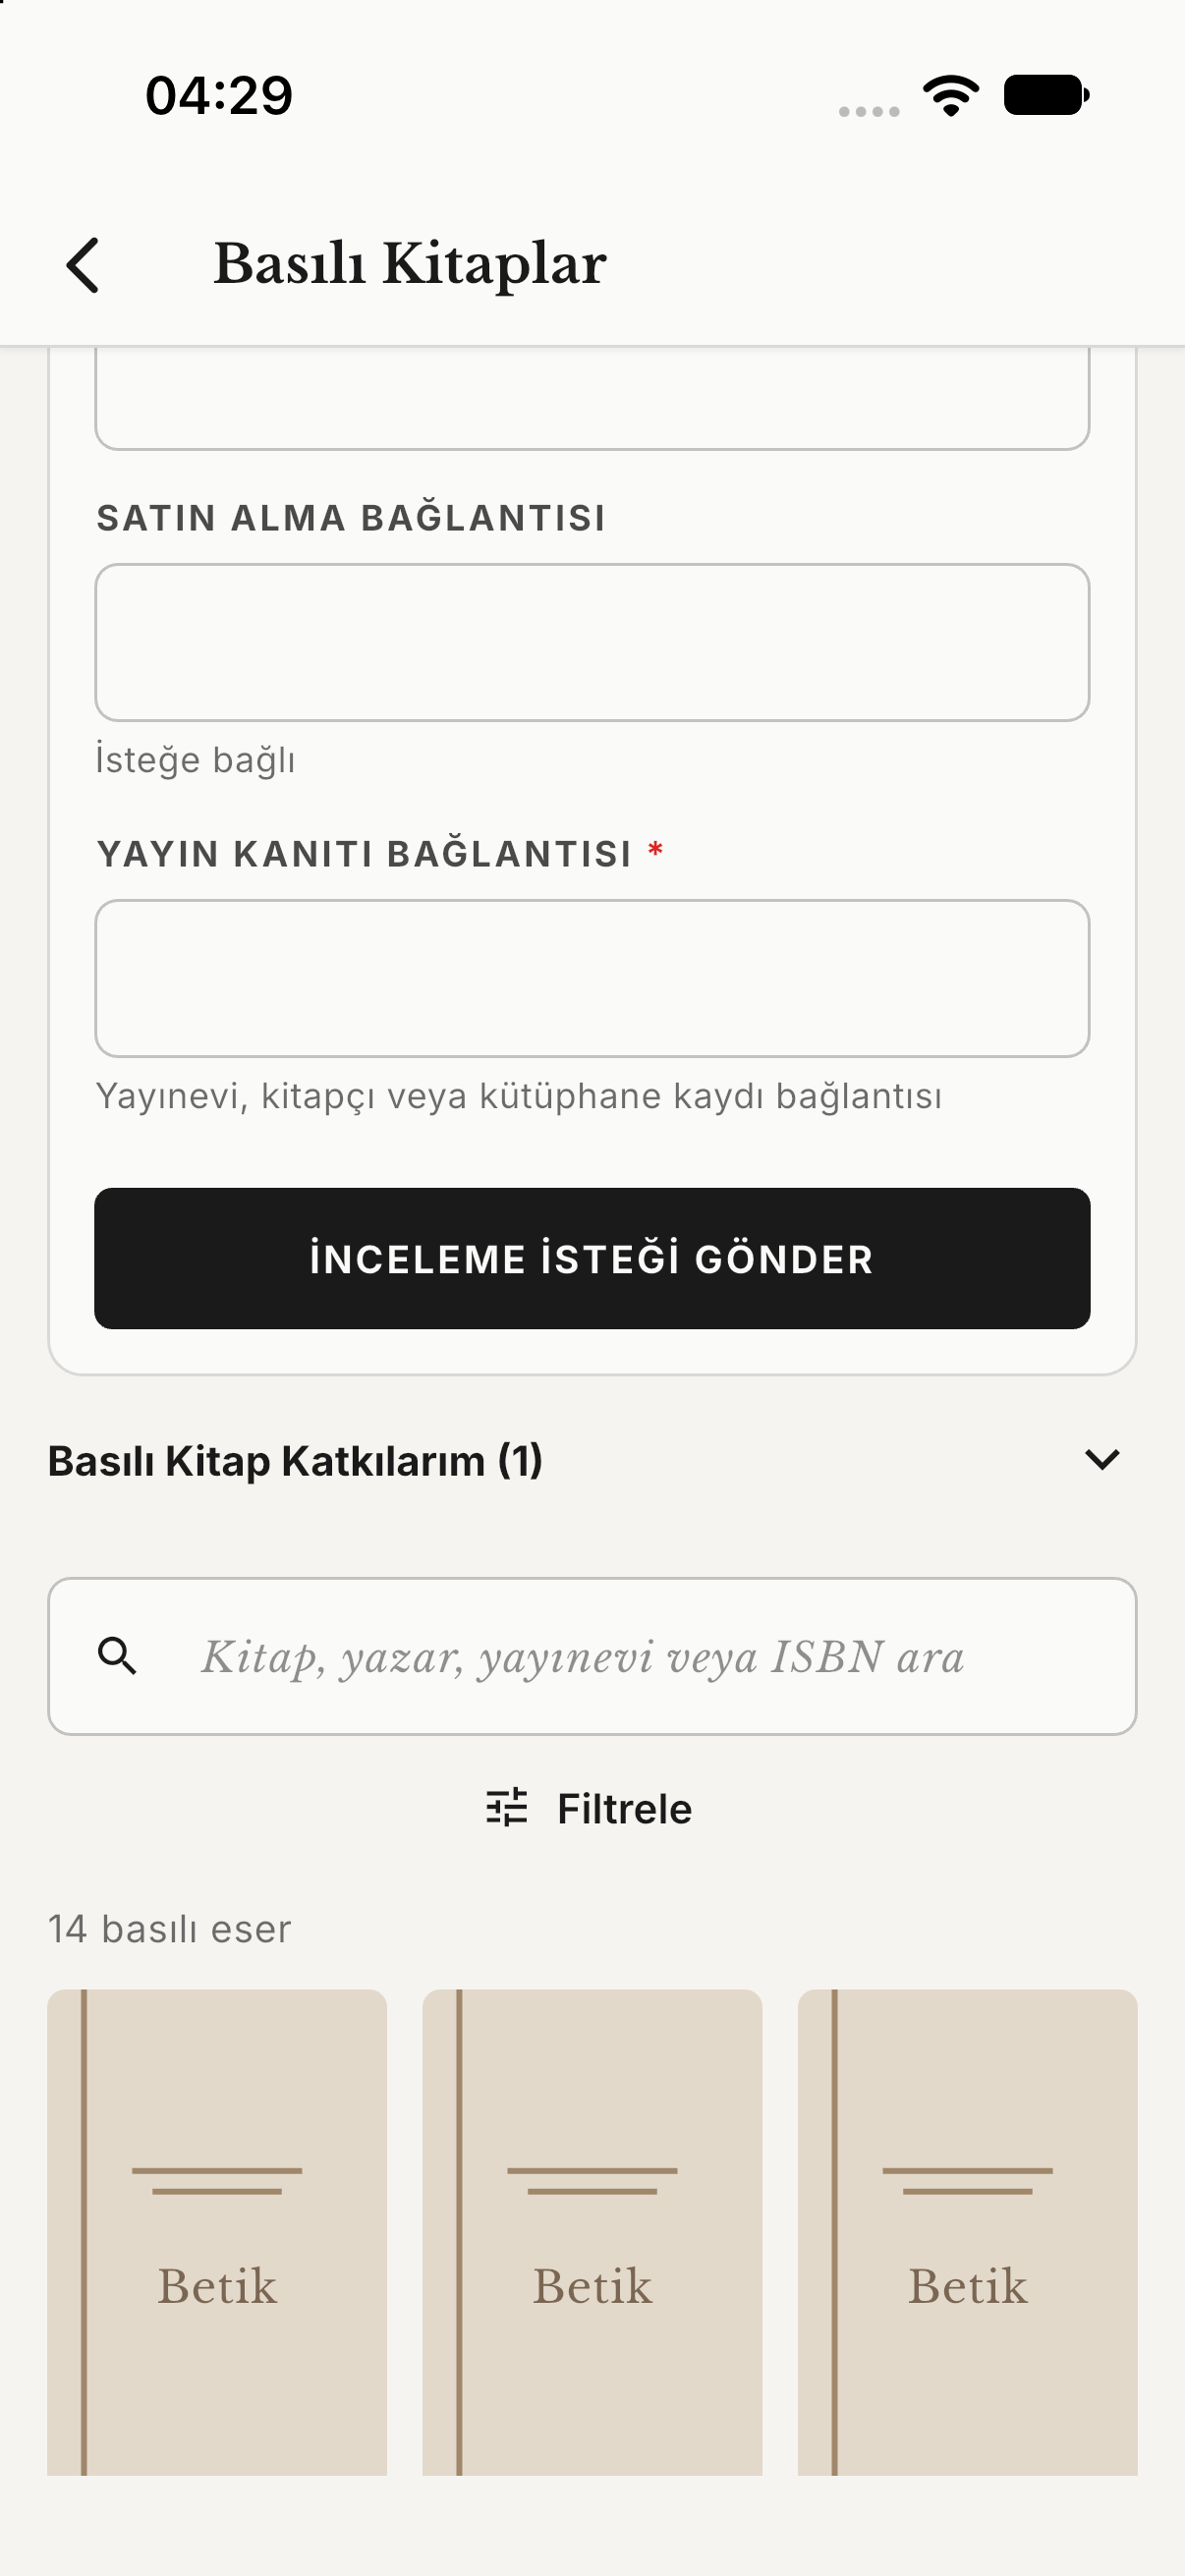 04:29
Basılı Kitaplar
SATIN ALMA BAĞLANTISI
İsteğe bağlı
YAYIN KANITI BAĞLANTISI *
Yayınevi, kitapçı veya kütüphane kaydı bağlantısı
İNCELEME İSTEĞİ GÖNDER
Basılı Kitap Katkılarım (1)
Kitap, yazar, yayınevi veya ISBN ara
Filtrele
14 basılı eser
Betik
Betik
Betik